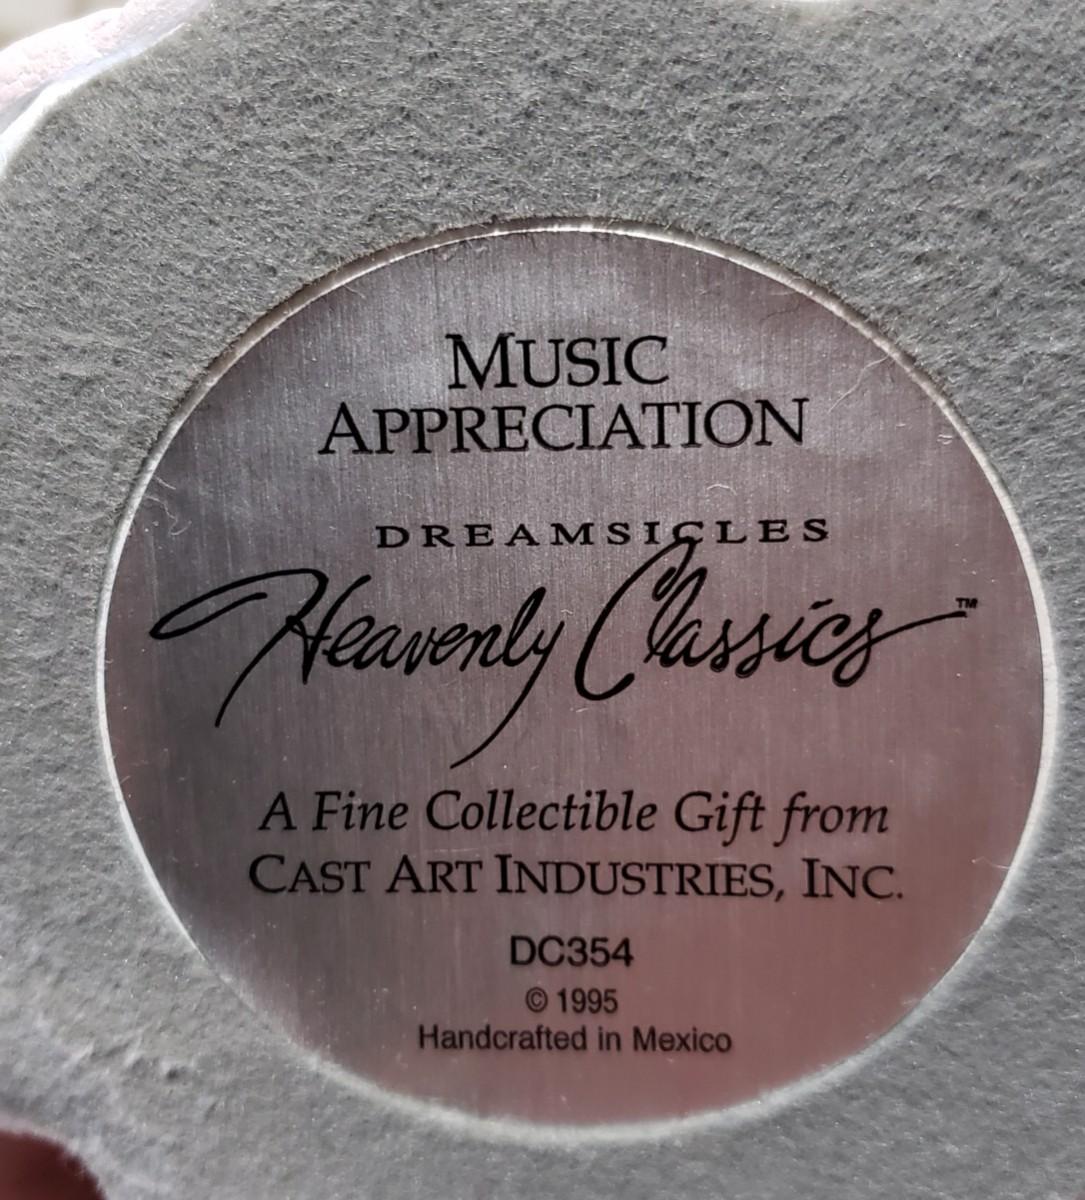 MUSIC
APPRECIATION
DREAMSICLES
Heavenly Classics™
A Fine Collectible Gift from
CAST ART INDUSTRIES, INC.
DC354
© 1995
Handcrafted in Mexico